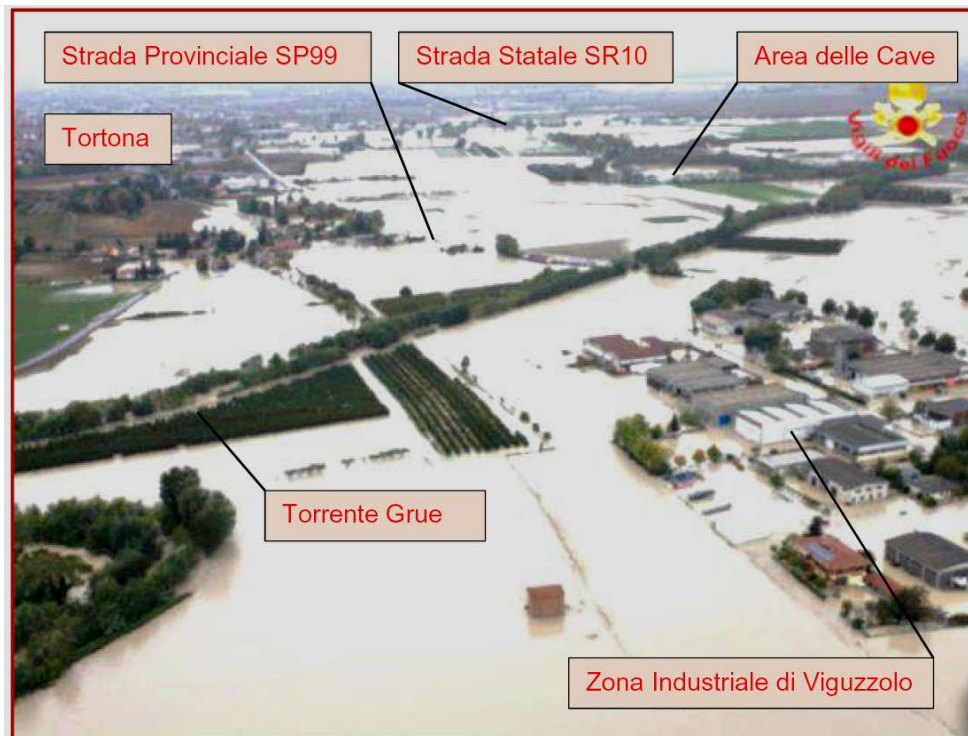 Strada Provinciale SP99
Strada Statale SR10
Area delle Cave
Tortona
Vigili del Fuoco
Torrente Grue
Zona Industriale di Viguzzolo